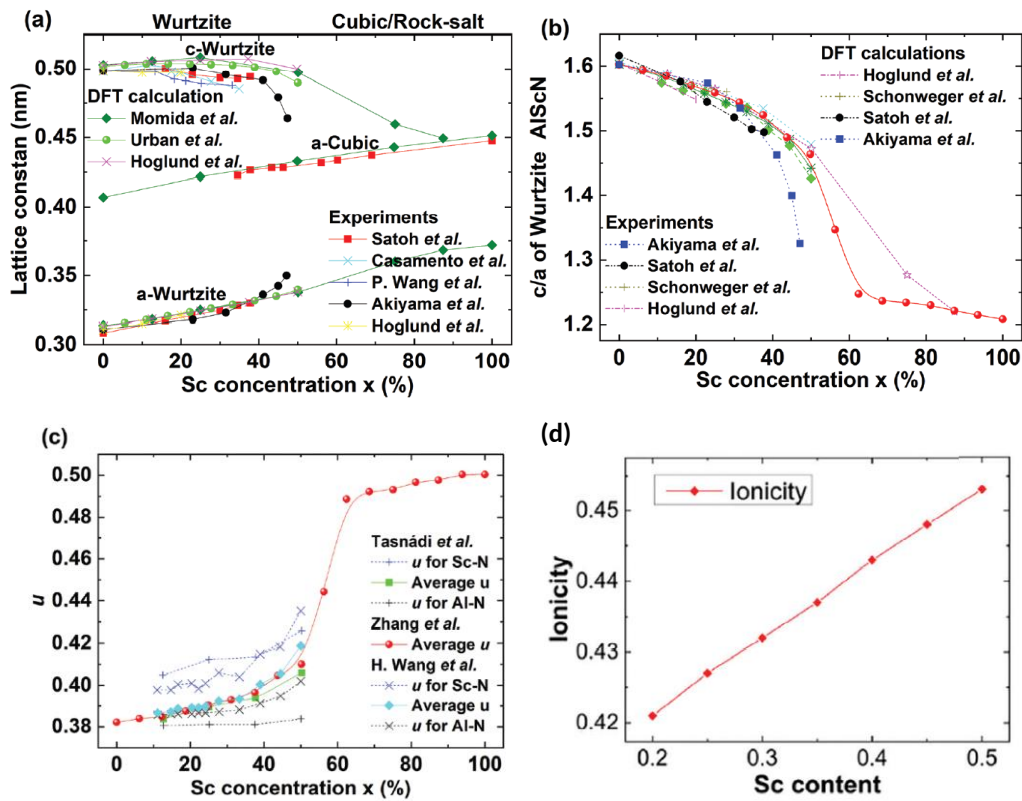 (a)
Wurtzite
Cubic/Rock-salt
c-Wurtzite
DFT calculation
Momida et al.
Urban et al.
Hoglund et al.
a-Cubic
Experiments
Satoh et al.
Casamento et al.
P. Wang et al.
Akiyama et al.
Hoglund et al.
a-Wurtzite
Lattice constan (nm)
0.50
0.45
0.40
0.35
0.30
0
20
40
60
80
100
Sc concentration x (%)
(b)
DFT calculations
Hoglund et al.
Schonweger et al.
Satoh et al.
Akiyama et al.
Experiments
Akiyama et al.
Satoh et al.
Schonweger et al.
Hoglund et al.
c/a of Wurtzite AlScN
1.6
1.5
1.4
1.3
1.2
0
20
40
60
80
100
Sc concentration x (%)
(c)
Tasnádi et al.
u for Sc-N
Average u
u for Al-N
Zhang et al.
Average u
H. Wang et al.
u for Sc-N
Average u
u for Al-N
u
0.50
0.48
0.46
0.44
0.42
0.40
0.38
0
20
40
60
80
100
Sc concentration x (%)
(d)
Ionicity
Ionicity
0.45
0.44
0.43
0.42
0.2
0.3
0.4
0.5
Sc content